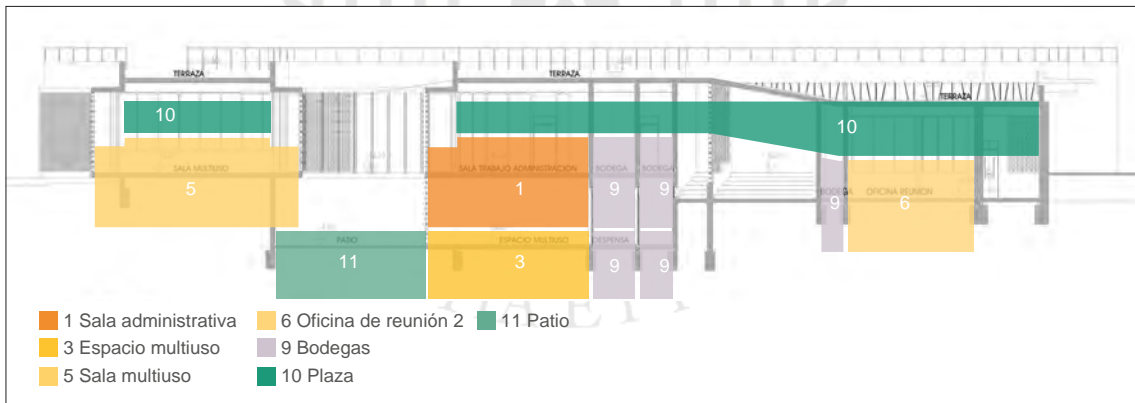 TERRAZA
TERRAZA
TERRAZA
10
10
SALA MULTIUSO
5
SALA TRABAJO ADMINISTRACION
1
BODEGA
9
BODEGA
9
BODEGA
9
OFICINA REUNION
6
PATIO
11
ESPACIO MULTIUSO
3
DESPENSA
9
9
1 Sala administrativa
3 Espacio multiuso
5 Sala multiuso
6 Oficina de reunión 2
9 Bodegas
10 Plaza
11 Patio